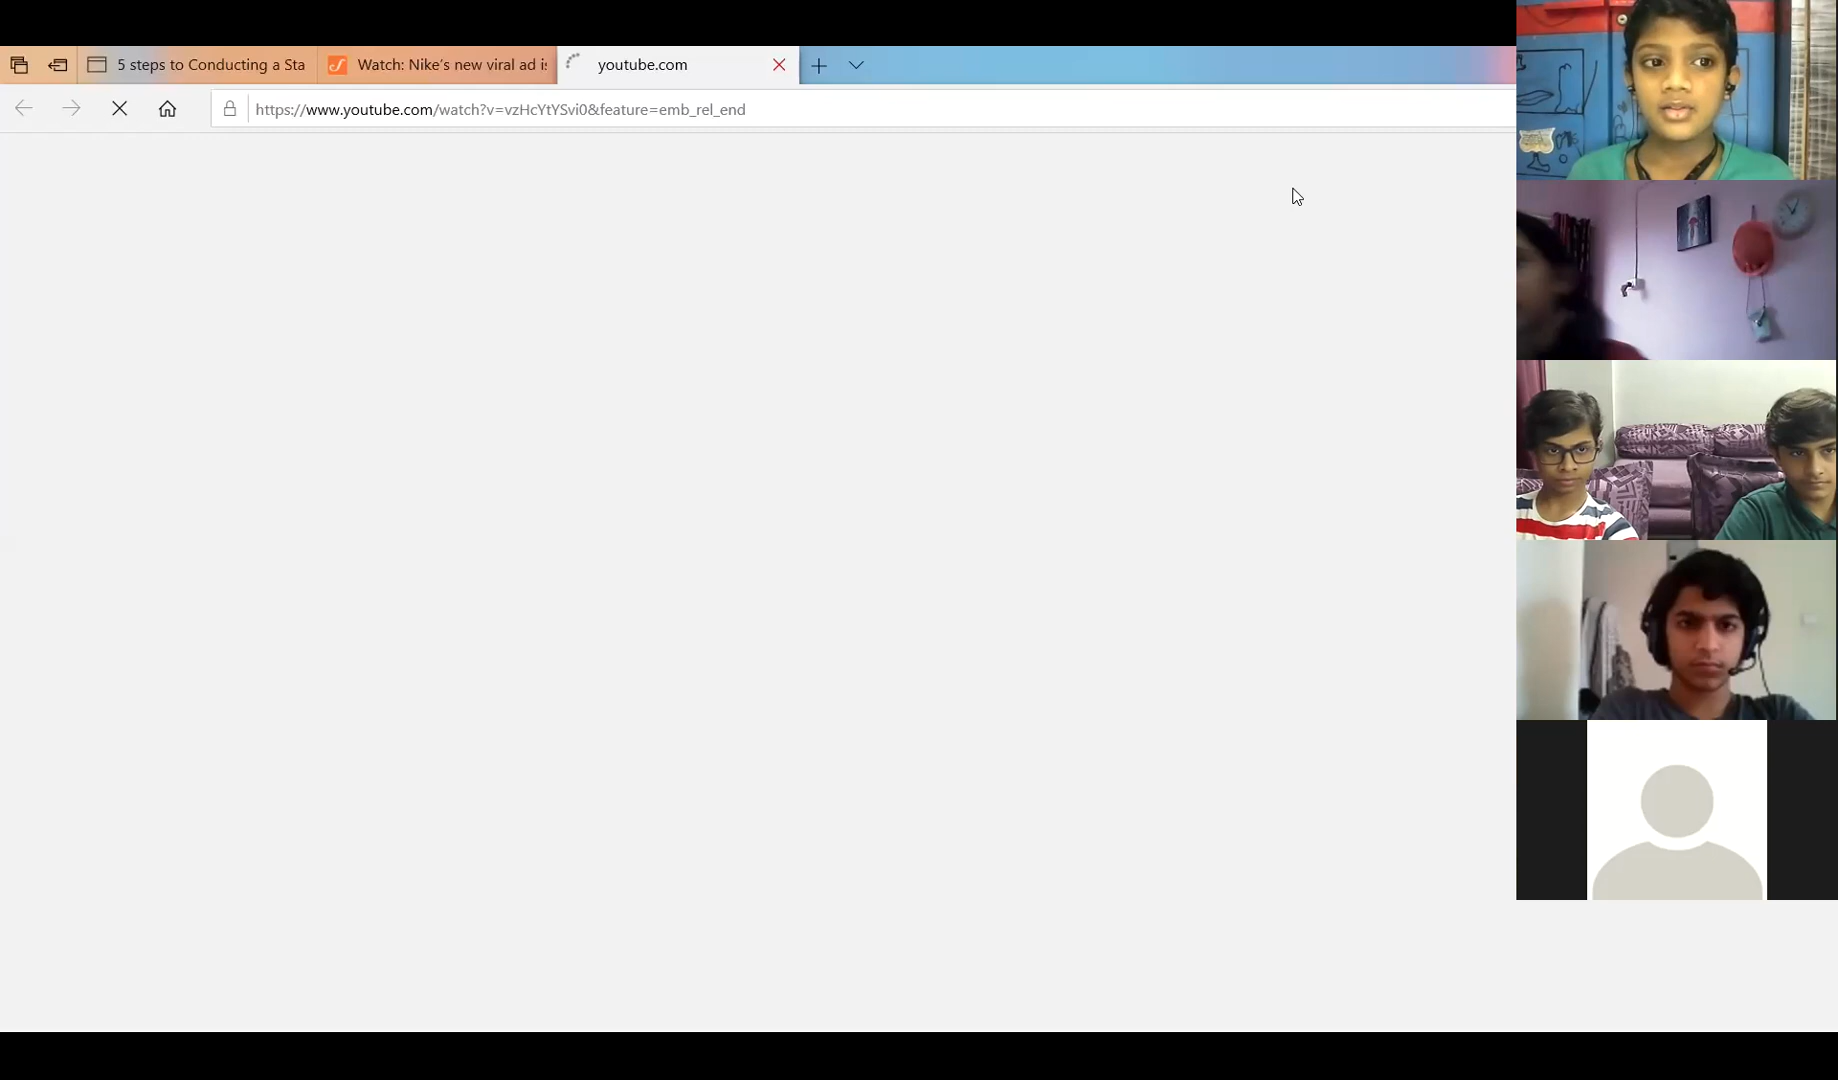 5 steps to Conducting a Sta
Watch: Nike's new viral ad is
youtube.com
https://www.youtube.com/watch?v=vzHcYtYSvi0&feature=emb_rel_end